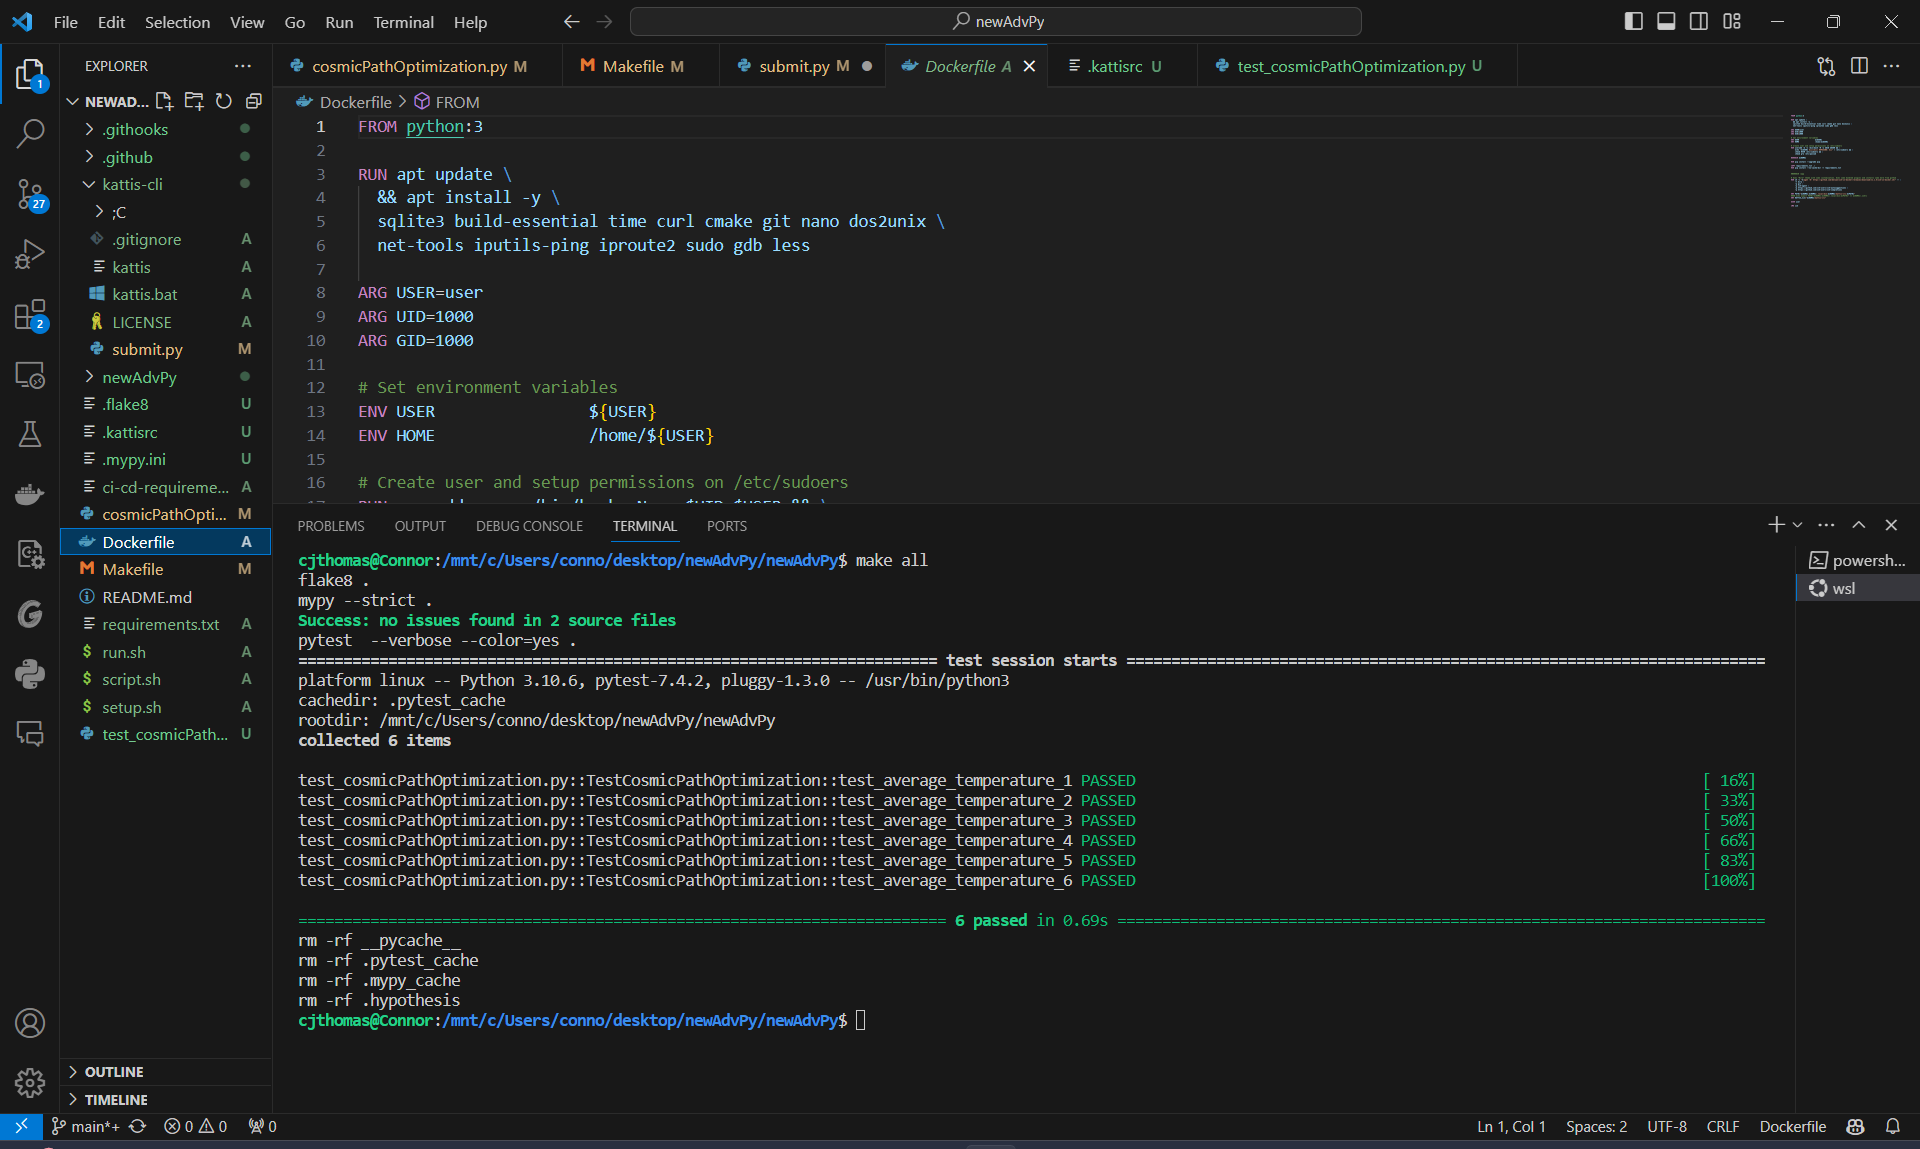 File Edit Selection View Go Run Terminal Help
newAdvPy
EXPLORER
cosmicPathOptimization.py M
Makefile M
submit.py M
Dockerfile A
.kattisrc U
test_cosmicPathOptimization.py U
NEWAD...
.githooks
.github
kattis-cli
;C
.gitignore A
kattis A
kattis.bat A
LICENSE A
submit.py M
newAdvPy
.flake8 U
.kattisrc U
.mypy.ini U
ci-cd-requireme... A
cosmicPathOpti... M
Dockerfile A
Makefile M
README.md
requirements.txt A
run.sh A
script.sh A
setup.sh A
test_cosmicPath... U
OUTLINE
TIMELINE
1
27
2
Dockerfile > FROM
1 FROM python:3
2
3 RUN apt update \
4 && apt install -y \
5 sqlite3 build-essential time curl cmake git nano dos2unix \
6 net-tools iputils-ping iproute2 sudo gdb less
7
8 ARG USER=user
9 ARG UID=1000
10 ARG GID=1000
11
12 # Set environment variables
13 ENV USER ${USER}
14 ENV HOME /home/${USER}
15
16 # Create user and setup permissions on /etc/sudoers
PROBLEMS OUTPUT DEBUG CONSOLE TERMINAL PORTS
powersh...
wsl
cjthomas@Connor:/mnt/c/Users/conno/desktop/newAdvPy/newAdvPy$ make all
flake8 .
mypy --strict .
Success: no issues found in 2 source files
pytest --verbose --color=yes .
======================================================================= test session starts =======================================================================
platform linux -- Python 3.10.6, pytest-7.4.2, pluggy-1.3.0 -- /usr/bin/python3
cachedir: .pytest_cache
rootdir: /mnt/c/Users/conno/desktop/newAdvPy/newAdvPy
collected 6 items
test_cosmicPathOptimization.py::TestCosmicPathOptimization::test_average_temperature_1 PASSED [ 16%]
test_cosmicPathOptimization.py::TestCosmicPathOptimization::test_average_temperature_2 PASSED [ 33%]
test_cosmicPathOptimization.py::TestCosmicPathOptimization::test_average_temperature_3 PASSED [ 50%]
test_cosmicPathOptimization.py::TestCosmicPathOptimization::test_average_temperature_4 PASSED [ 66%]
test_cosmicPathOptimization.py::TestCosmicPathOptimization::test_average_temperature_5 PASSED [ 83%]
test_cosmicPathOptimization.py::TestCosmicPathOptimization::test_average_temperature_6 PASSED [100%]
======================================================================== 6 passed in 0.69s ========================================================================
rm -rf __pycache__
rm -rf .pytest_cache
rm -rf .mypy_cache
rm -rf .hypothesis
cjthomas@Connor:/mnt/c/Users/conno/desktop/newAdvPy/newAdvPy$
main*+ 0 0 0
Ln 1, Col 1 Spaces: 2 UTF-8 CRLF Dockerfile